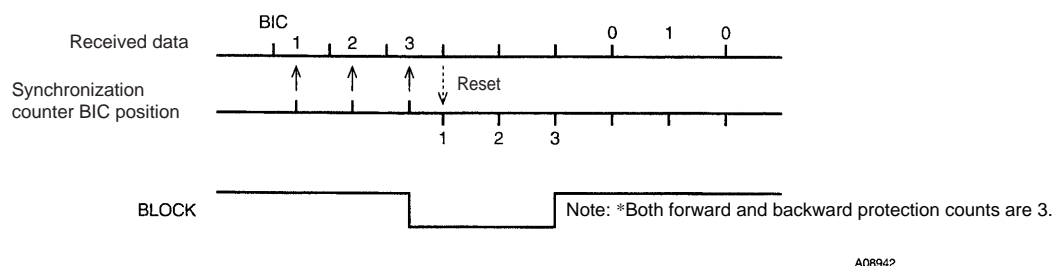 BIC
Received data 1 2 3 0 1 0
Reset
Synchronization
counter BIC position
1 2 3
BLOCK
Note: *Both forward and backward protection counts are 3.
A08942